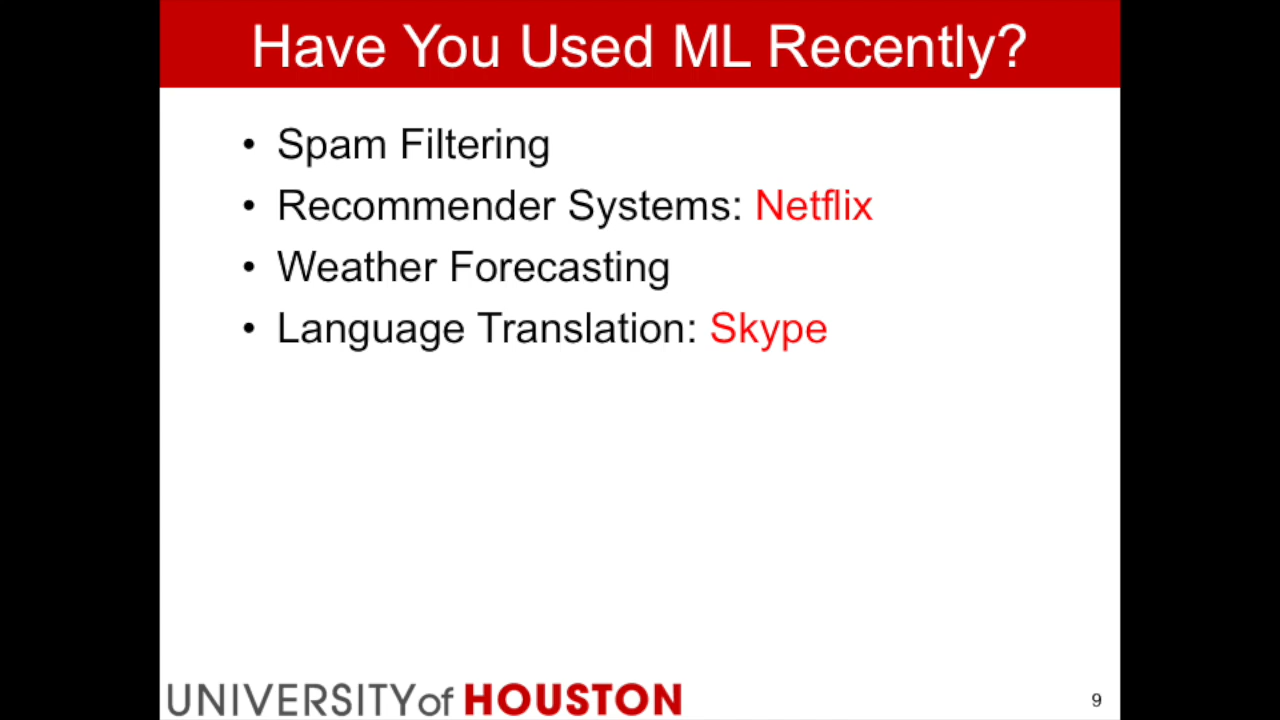 Have You Used ML Recently?
• Spam Filtering
• Recommender Systems: Netflix
• Weather Forecasting
• Language Translation: Skype
UNIVERSITY of HOUSTON
9